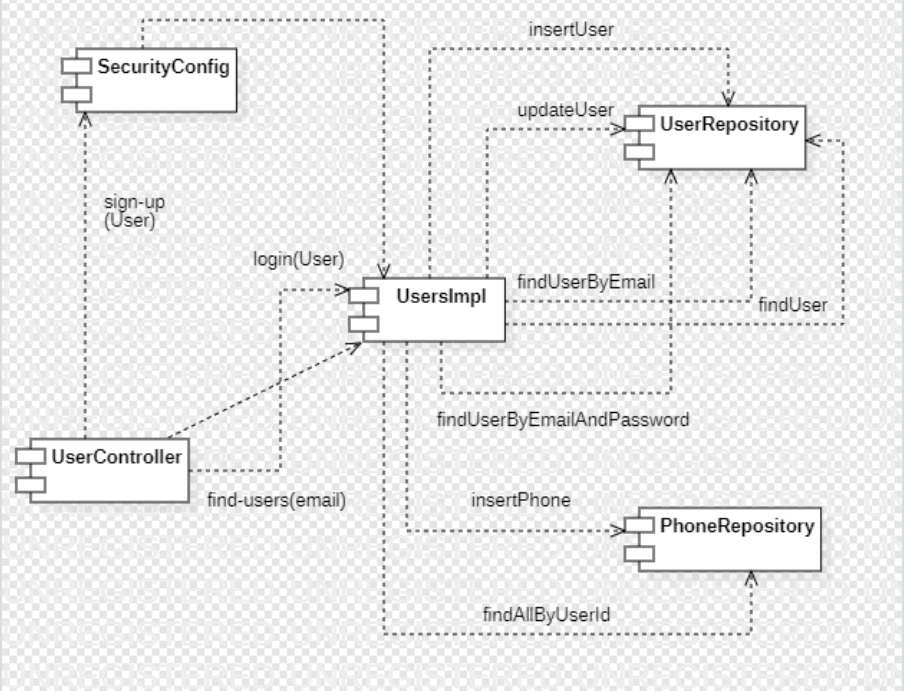 insertUser
SecurityConfig
updateUser
UserRepository
sign-up
(User)
login(User)
UsersImpl
findUserByEmail
findUser
findUserByEmailAndPassword
UserController
find-users(email)
insertPhone
PhoneRepository
findAllByUserId